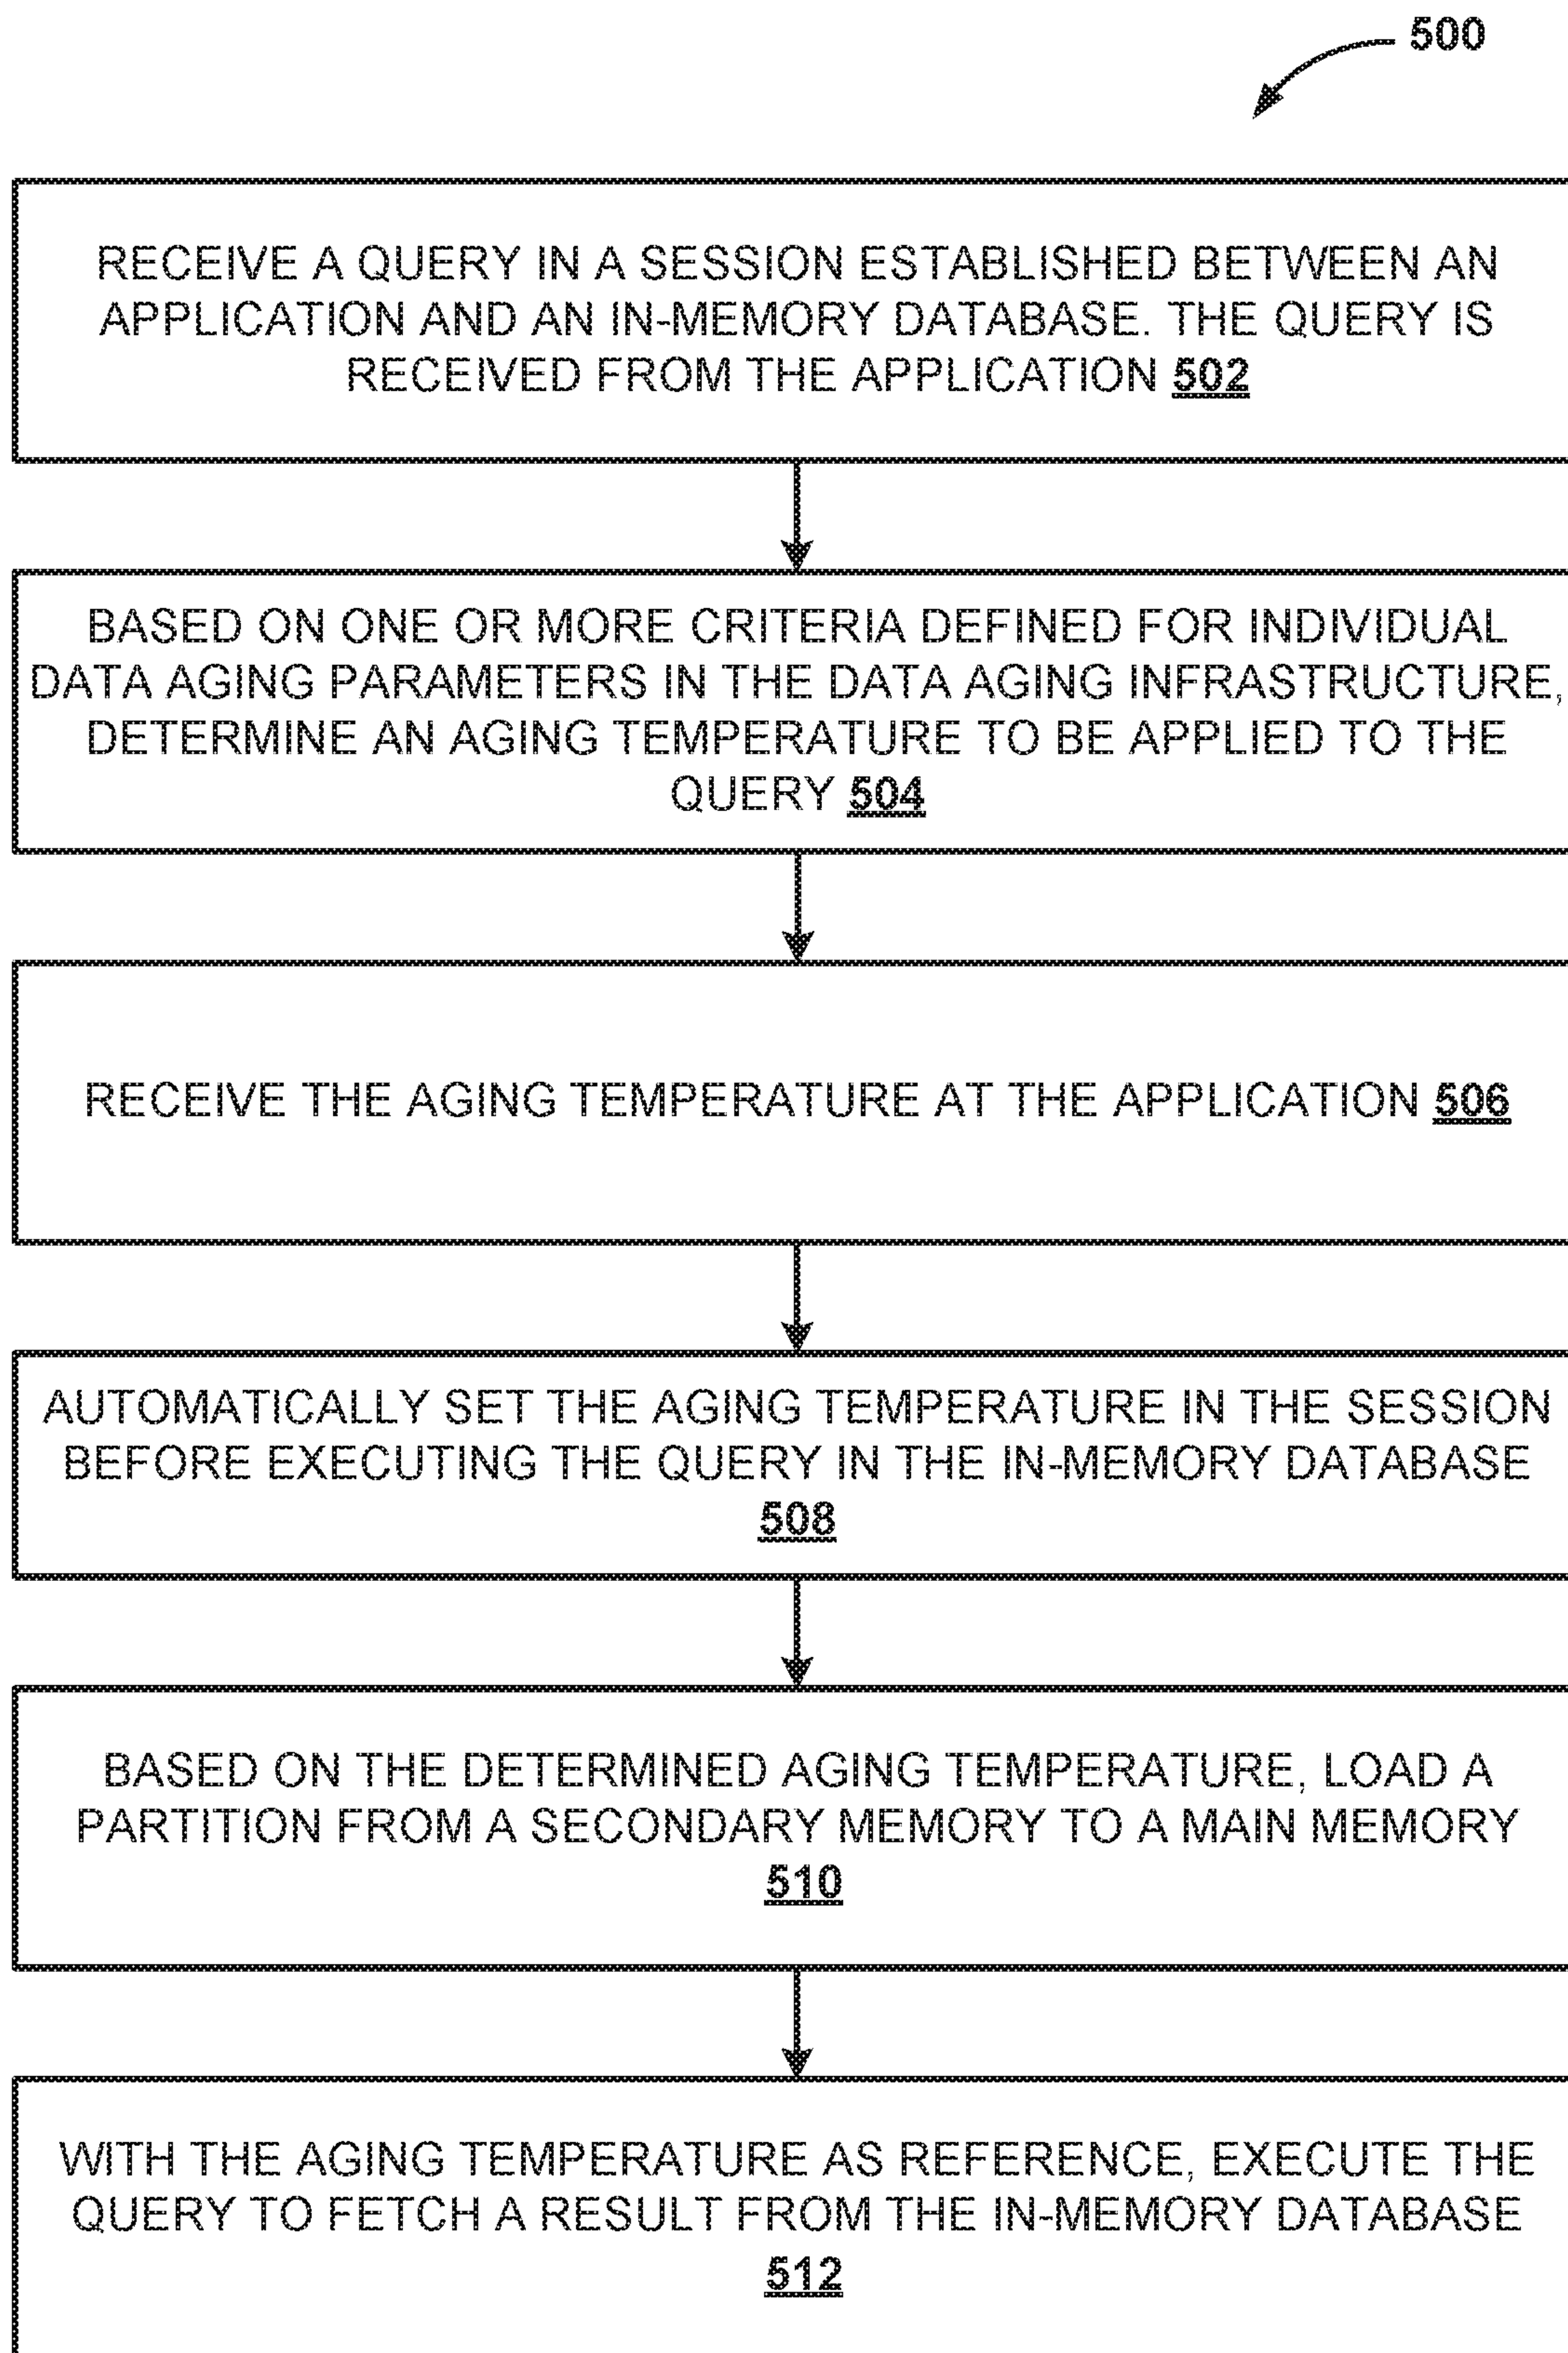 500
RECEIVE A QUERY IN A SESSION ESTABLISHED BETWEEN AN
APPLICATION AND AN IN-MEMORY DATABASE. THE QUERY IS
RECEIVED FROM THE APPLICATION 502
BASED ON ONE OR MORE CRITERIA DEFINED FOR INDIVIDUAL
DATA AGING PARAMETERS IN THE DATA AGING INFRASTRUCTURE,
DETERMINE AN AGING TEMPERATURE TO BE APPLIED TO THE
QUERY 504
RECEIVE THE AGING TEMPERATURE AT THE APPLICATION 506
AUTOMATICALLY SET THE AGING TEMPERATURE IN THE SESSION
BEFORE EXECUTING THE QUERY IN THE IN-MEMORY DATABASE
508
BASED ON THE DETERMINED AGING TEMPERATURE, LOAD A
PARTITION FROM A SECONDARY MEMORY TO A MAIN MEMORY
510
WITH THE AGING TEMPERATURE AS REFERENCE, EXECUTE THE
QUERY TO FETCH A RESULT FROM THE IN-MEMORY DATABASE
512